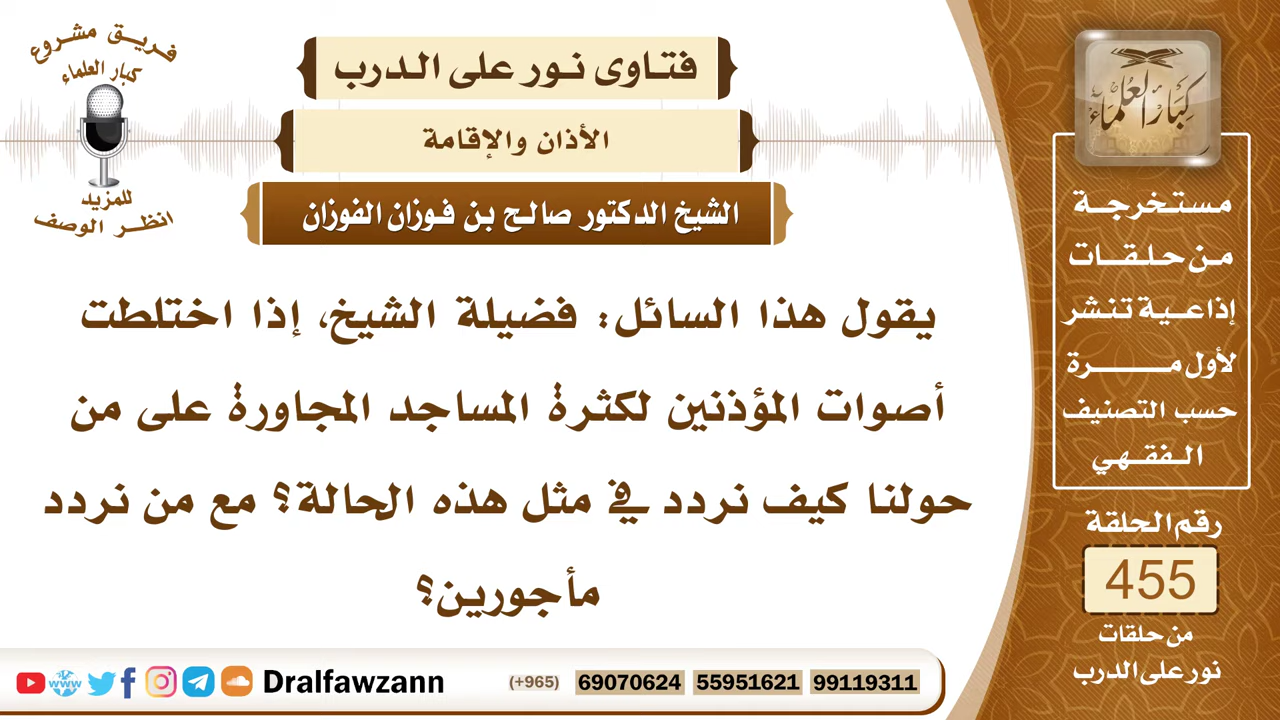 فريق مشروع
كبار العلماء
للمزيد
انظر الوصف
فتاوى نور على الدرب
الأذان والإقامة
الشيخ الدكتور صالح بن فوزان الفوزان
يقول هذا السائل: فضيلة الشيخ، إذا اختلطت
أصوات المؤذنين لكثرة المساجد المجاورة على من
حولنا كيف نردد في مثل هذه الحالة؟ مع من نردد
مأجورين؟
كبار العلماء
مستخرجة
من حلقات
إذاعية تنشر
لأول مرة
حسب التصنيف
الفقهي
رقم الحلقة
455
من حلقات
نور على الدرب
www Dralfawzann (+965) 69070624 55951621 99119311